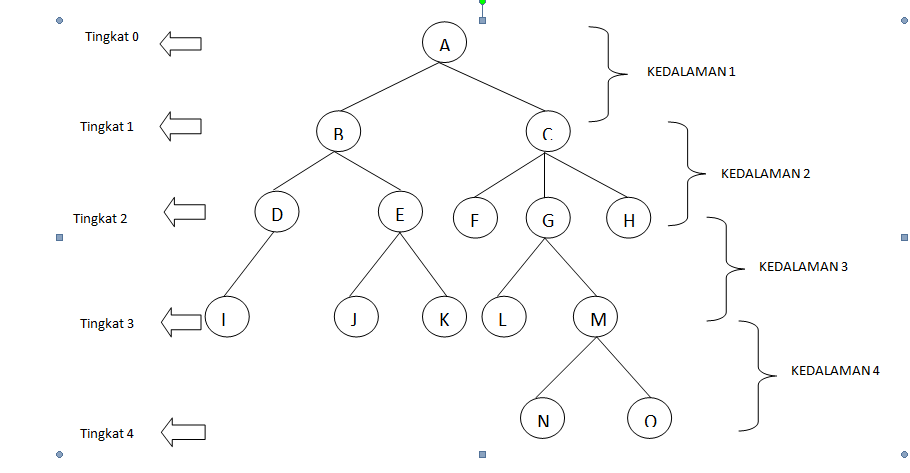 Tingkat 0
A
KEDALAMAN 1
Tingkat 1
B
C
KEDALAMAN 2
Tingkat 2
D
E
F
G
H
KEDALAMAN 3
Tingkat 3
I
J
K
L
M
KEDALAMAN 4
N
O
Tingkat 4